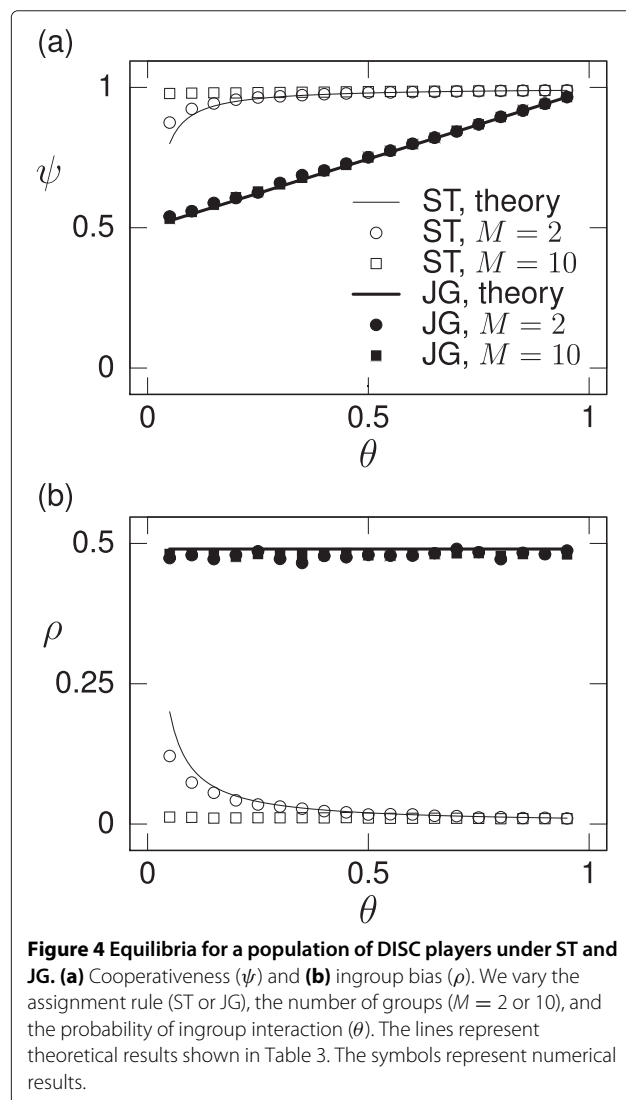 (a)
1
ψ
0.5
0
ST, theory
ST, M = 2
ST, M = 10
JG, theory
JG, M = 2
JG, M = 10
0
0.5
1
θ
(b)
0.5
ρ
0.25
0
0
0.5
1
θ
Figure 4 Equilibria for a population of DISC players under ST and
JG. (a) Cooperativeness (ψ) and (b) ingroup bias (ρ). We vary the
assignment rule (ST or JG), the number of groups (M = 2 or 10), and
the probability of ingroup interaction (θ). The lines represent
theoretical results shown in Table 3. The symbols represent numerical
results.